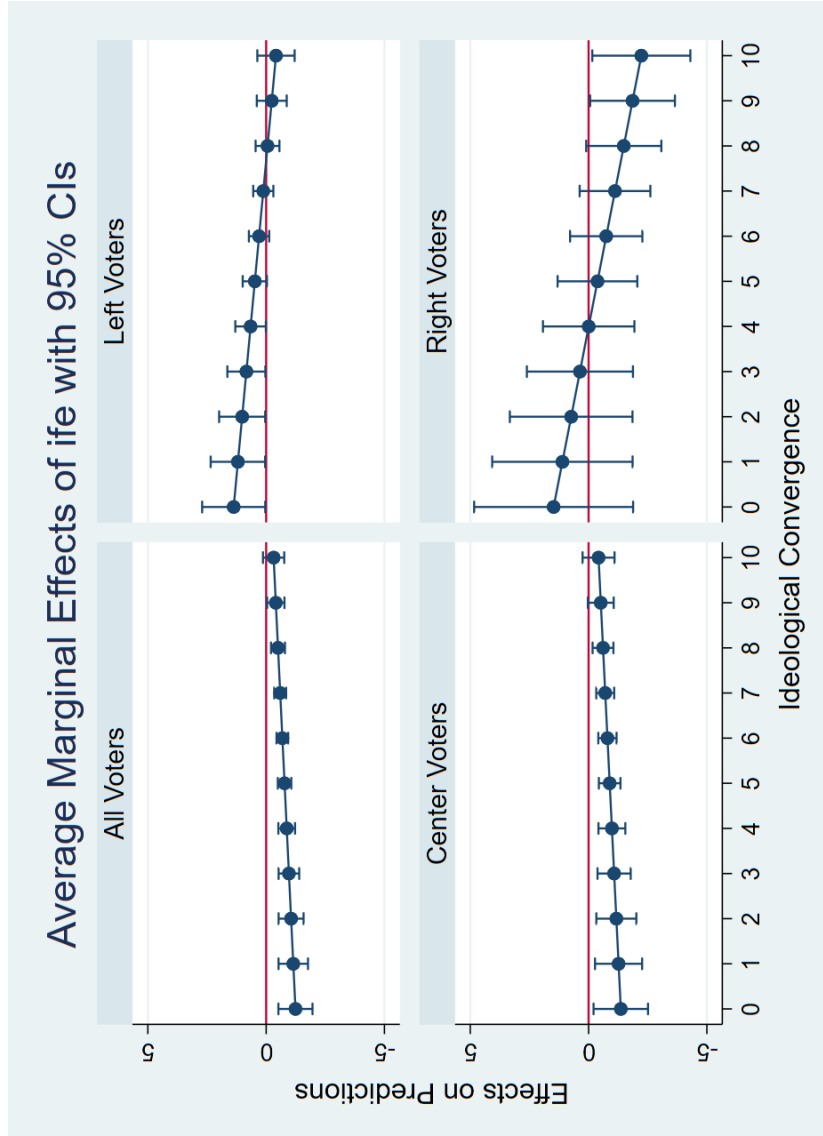 Average Marginal Effects of ife with 95% CIs
All Voters
Left Voters
5
0
-5
Center Voters
Right Voters
5
0
-5
0 1 2 3 4 5 6 7 8 9 10
0 1 2 3 4 5 6 7 8 9 10
Effects on Predictions
Ideological Convergence